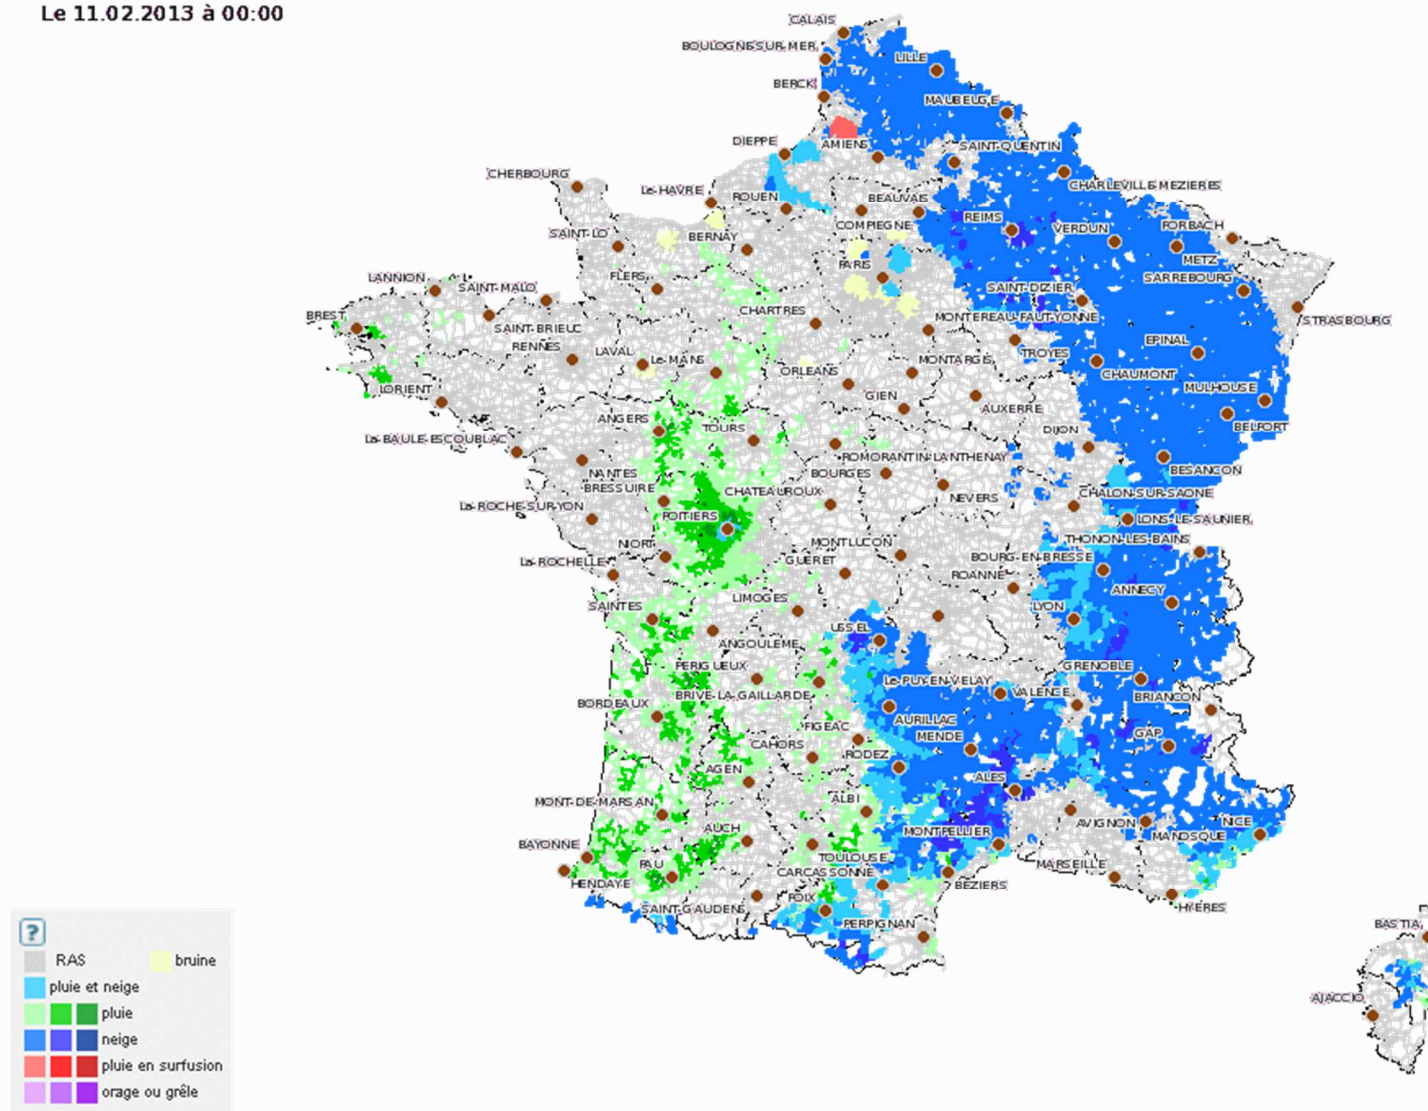 Le 11.02.2013 à 00:00
CALAIS
BOULOGNE-SUR-MER
LILLE
BERCK
MAUBEUGE
DIEPPE
AMIENS
SAINT-QUENTIN
CHERBOURG
CHARLEVILLE-MEZIERES
Le-HAVRE
ROUEN
BEAUVAIS
COMPIEGNE
REIMS
VERDUN
FORBACH
SAINT-LO
BERNAY
METZ
PARIS
LANNION
SAINT-MALO
FLERS
SARREBOURG
SAINT-DIZIER
BREST
CHARTRES
MONTEREAU-FAUT-YONNE
STRASBOURG
SAINT-BRIEUC
RENNES
LAVAL
Le-MANS
ORLEANS
MONTARGIS
TROYES
EPINAL
CHAUMONT
LORIENT
GIEN
AUXERRE
MULHOUSE
ANGERS
TOURS
DIJON
BELFORT
La-BAULE-ESCOUBLAC
ROMORANTIN-LANTHENAY
NANTES
BOURGES
BESANCON
BRESSUIRE
CHATEAUROUX
NEVERS
CHALON-SUR-SAONE
La-ROCHE-SUR-YON
POITIERS
LONS-LE-SAUNIER
NIORT
MONTLUCON
THONON-LES-BAINS
La-ROCHELLE
GUERET
BOURG-EN-BRESSE
ROANNE
ANNECY
SAINTES
LIMOGES
LYON
USSEL
ANGOULEME
PERIGUEUX
GRENOBLE
BRIVE-LA-GAILLARDE
Le-PUY-EN-VELAY
VALENCE
BRIANCON
BORDEAUX
FIGEAC
AURILLAC
CAHORS
MENDE
GAP
RODEZ
AGEN
ALES
MONT-DE-MARSAN
ALBI
AVIGNON
NICE
AUCH
MONTPELLIER
MANOSQUE
BAYONNE
TOULOUSE
PAU
CARCASSONNE
MARSEILLE
HENDAYE
BEZIERS
SAINT-GAUDENS
FOIX
HYERES
PERPIGNAN
BASTIA
AJACCIO
?
RAS
bruine
pluie et neige
pluie
neige
pluie en surfusion
orage ou grêle